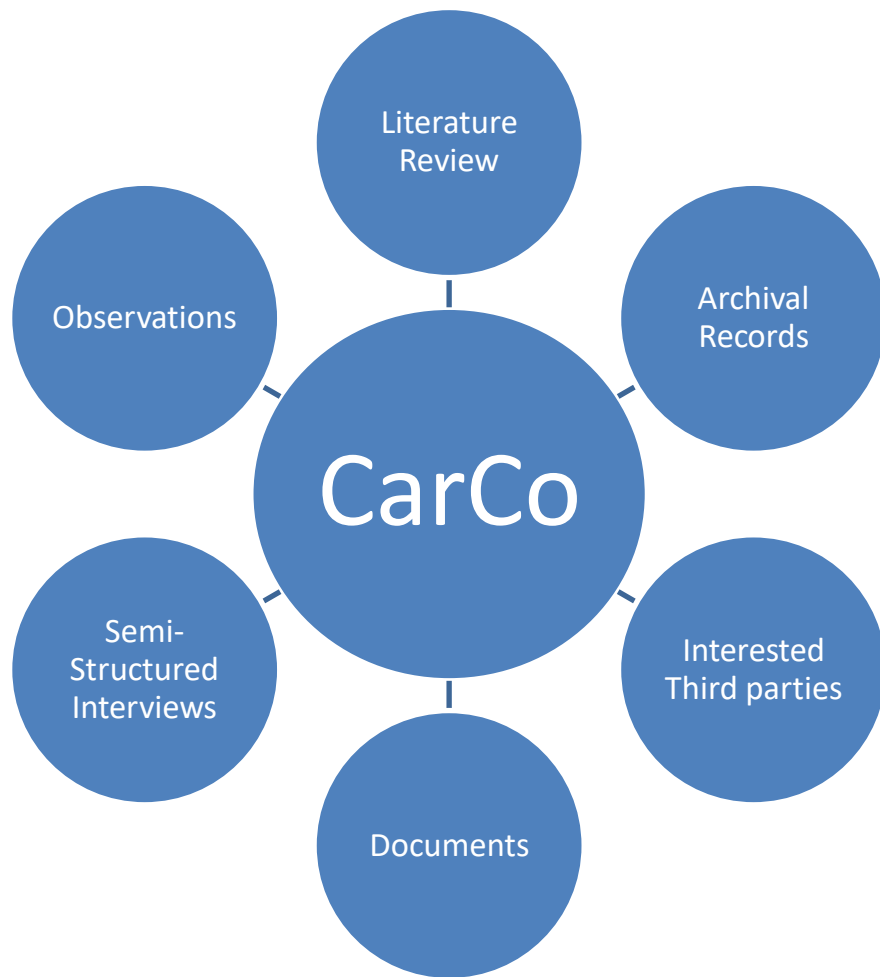 Literature
Review
Observations
Archival
Records
CarCo
Semi-
Structured
Interviews
Interested
Third parties
Documents